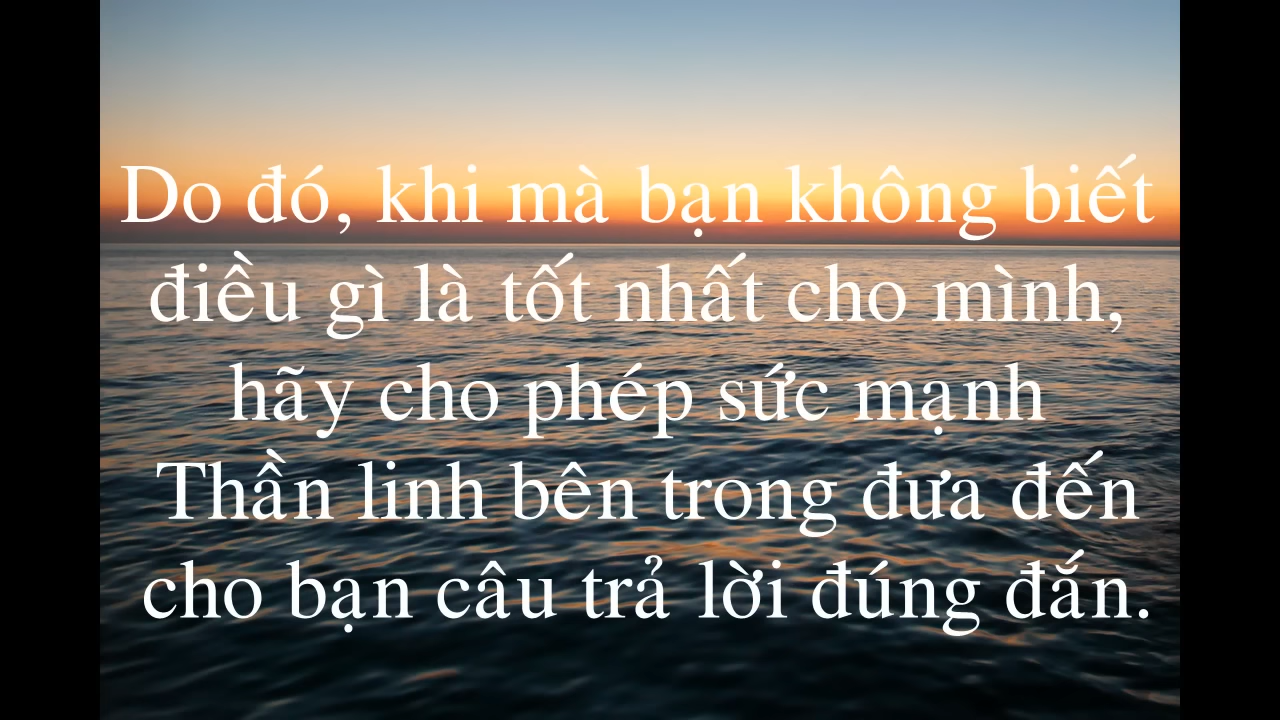 Do đó, khi mà bạn không biết
điều gì là tốt nhất cho mình,
hãy cho phép sức mạnh
Thần linh bên trong đưa đến
cho bạn câu trả lời đúng đắn.